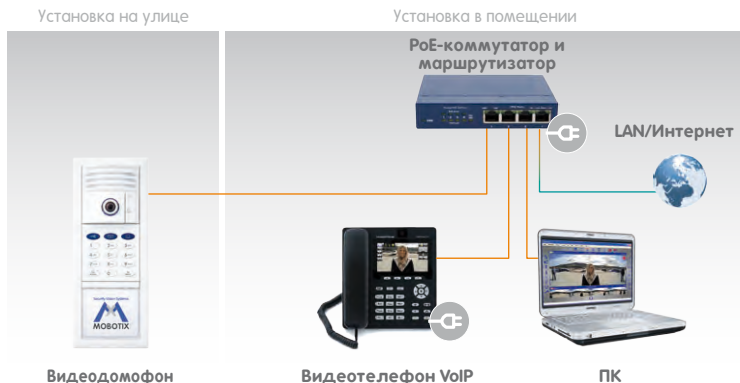 Установка на улице
Установка в помещении
PoE-коммутатор и
маршрутизатор
LAN/Интернет
MOBOTIX
Видеодомофон
Видеотелефон VoIP
ПК